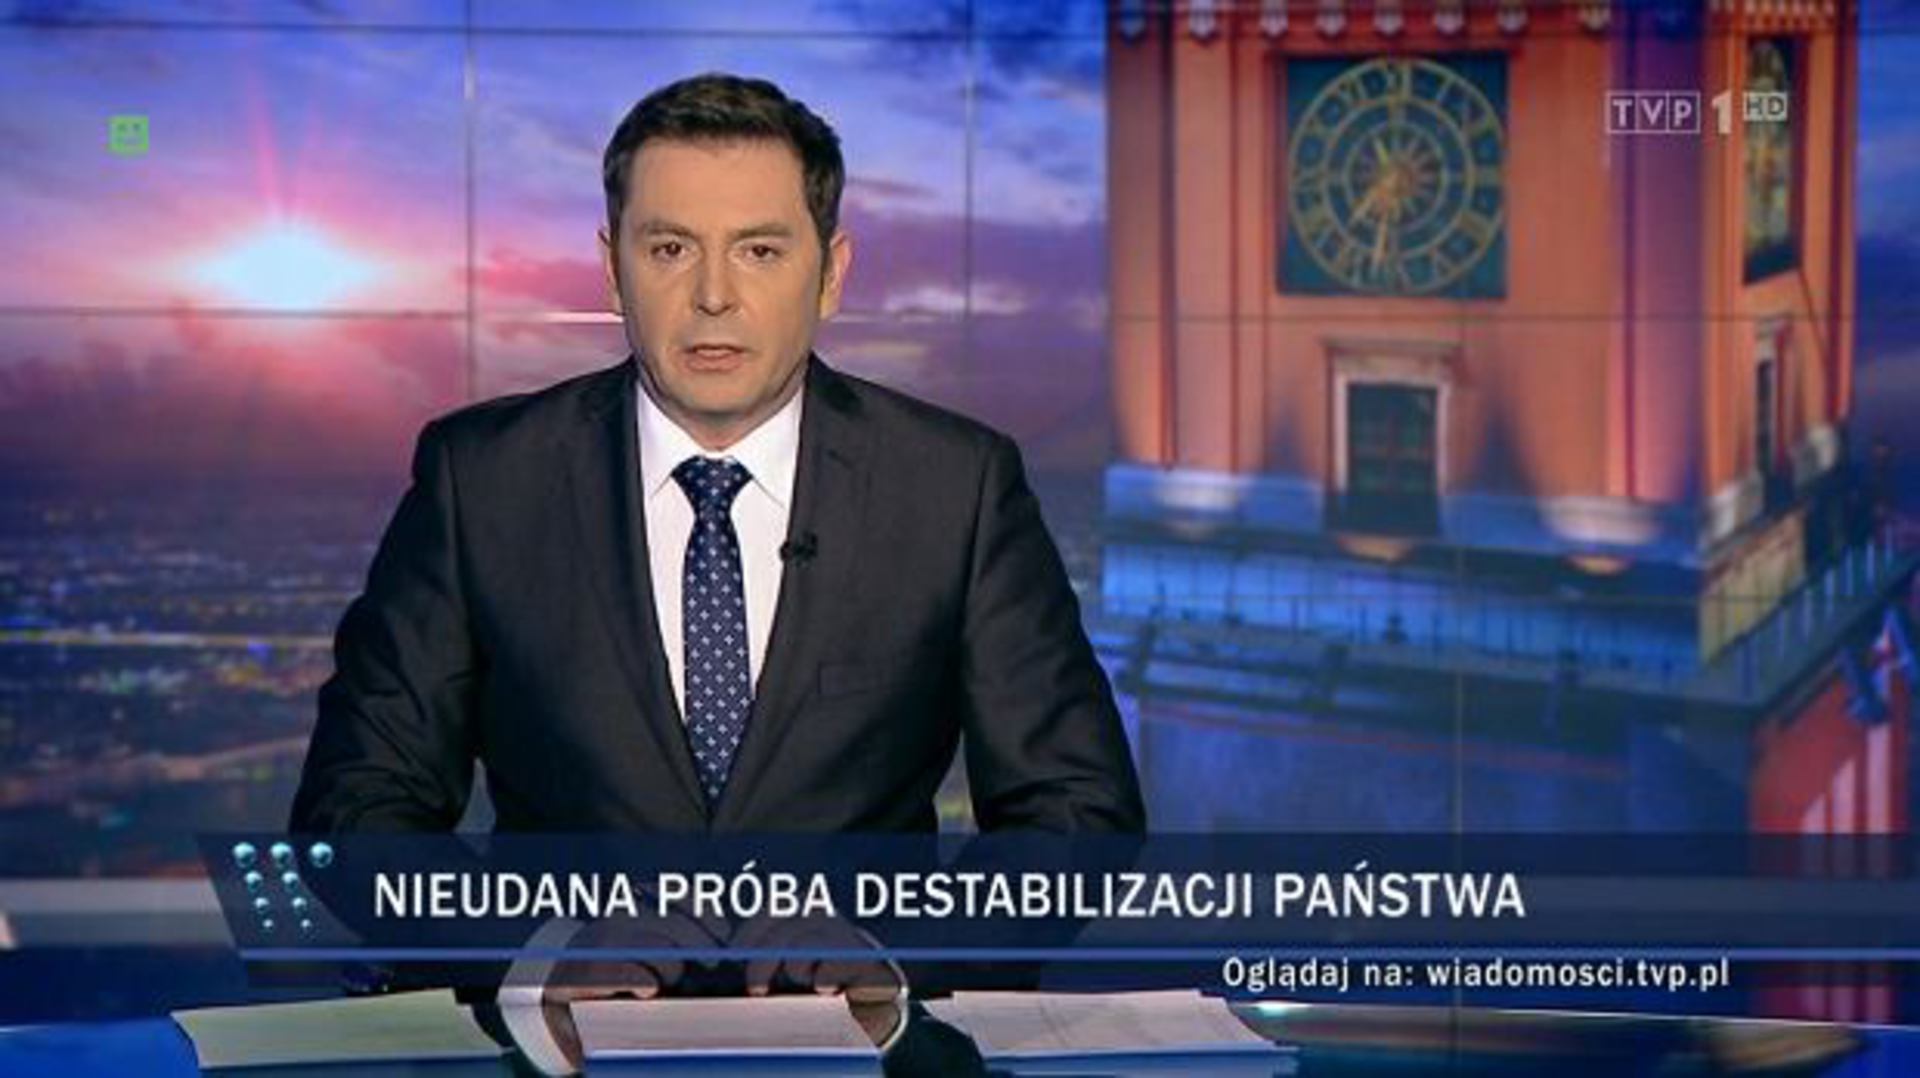 TVP 1 HD
NIEUDANA PRÓBA DESTABILIZACJI PAŃSTWA
Oglądaj na: wiadomosci.tvp.pl